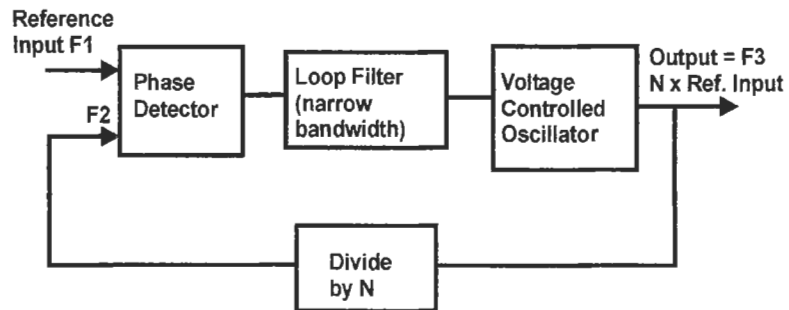 Reference
Input F1
Phase
Detector
F2
Loop Filter
(narrow
bandwidth)
Voltage
Controlled
Oscillator
Output = F3
N x Ref. Input
Divide
by N